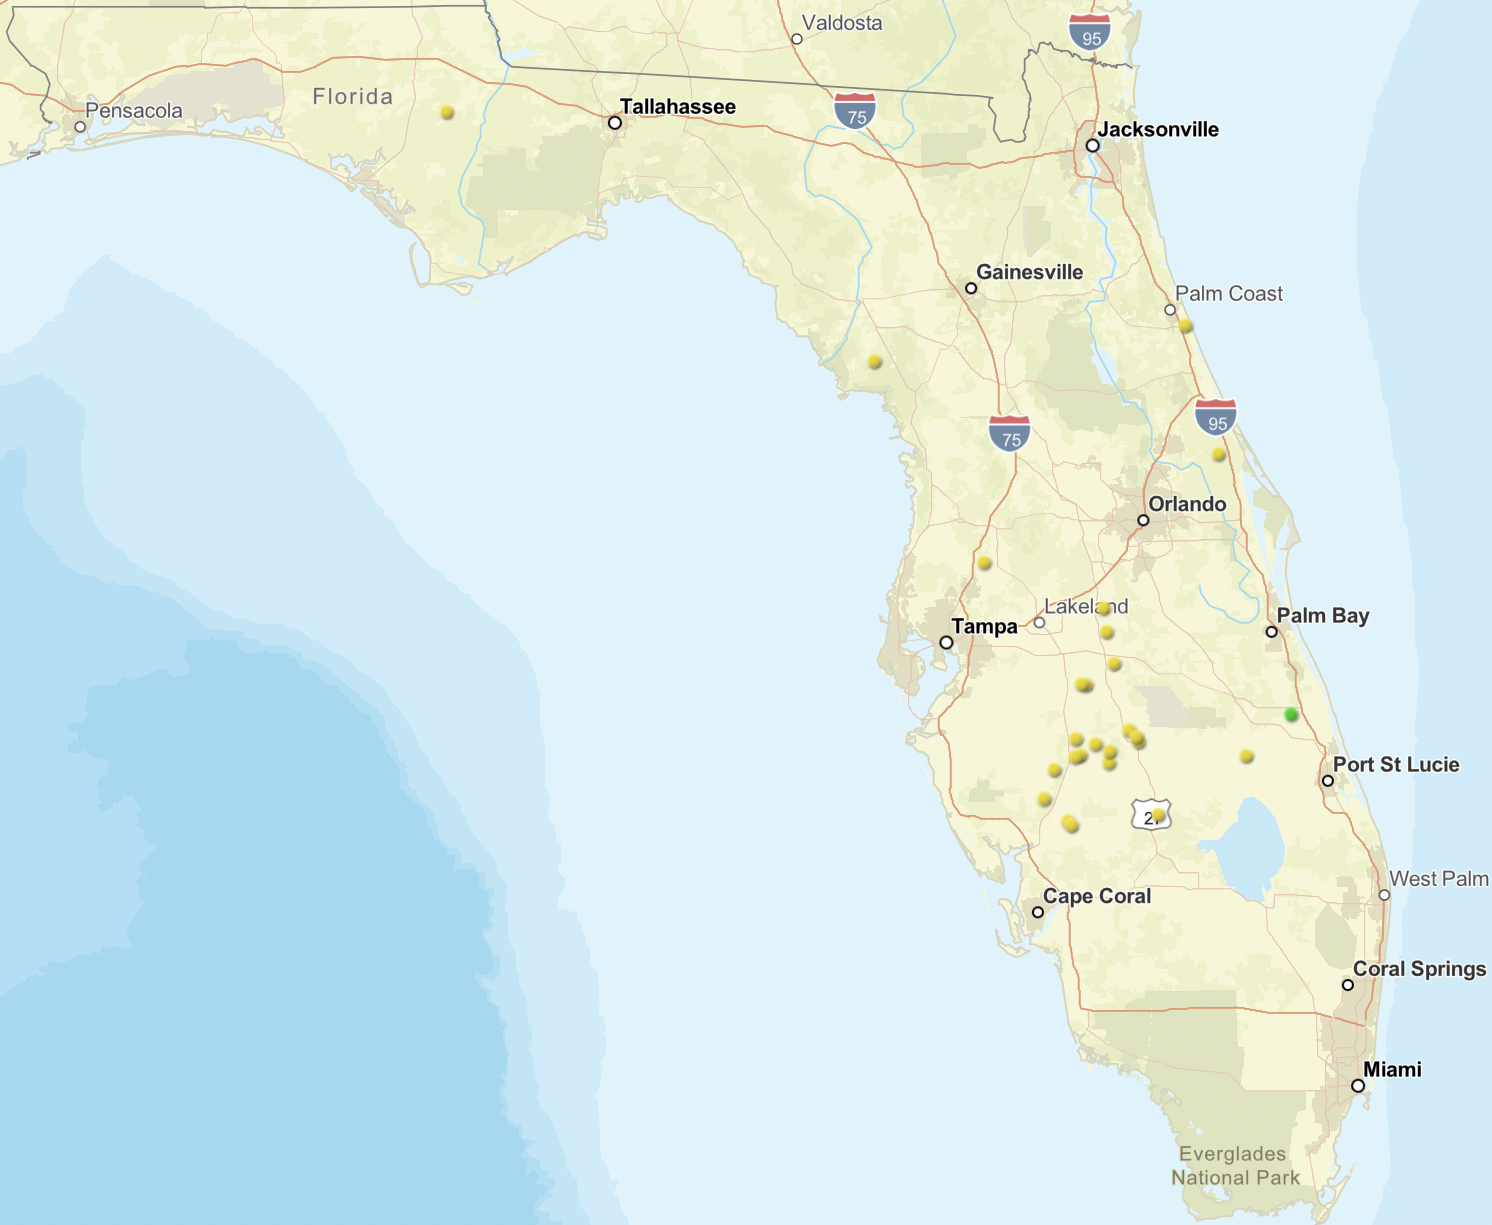 Valdosta
95
Florida
Pensacola
Tallahassee
75
Jacksonville
Gainesville
Palm Coast
75
95
Orlando
Lakeland
Palm Bay
Tampa
Port St Lucie
West Palm
Cape Coral
Coral Springs
Miami
Everglades
National Park